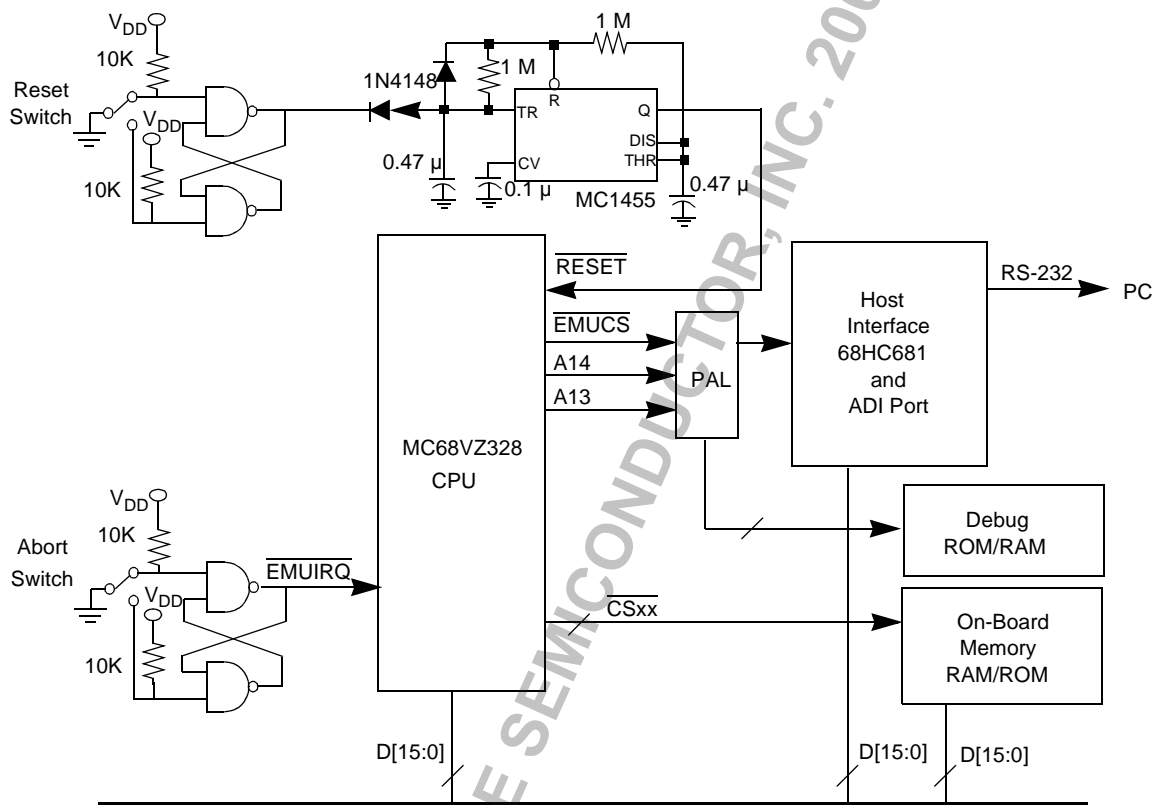 VDD
10K
Reset
Switch
VDD
10K
1N4148
1 M
1 M
R
TR
Q
DIS
THR
CV
0.47 µ
0.1 µ
MC1455
0.47 µ
RESET
EMUCS
A14
A13
PAL
MC68VZ328
CPU
Host
Interface
68HC681
and
ADI Port
RS-232
PC
Debug
ROM/RAM
VDD
10K
Abort
Switch
VDD
10K
EMUIRQ
CSxx
On-Board
Memory
RAM/ROM
D[15:0]
D[15:0]
D[15:0]
E SEMICONDUCTOR, INC. 200